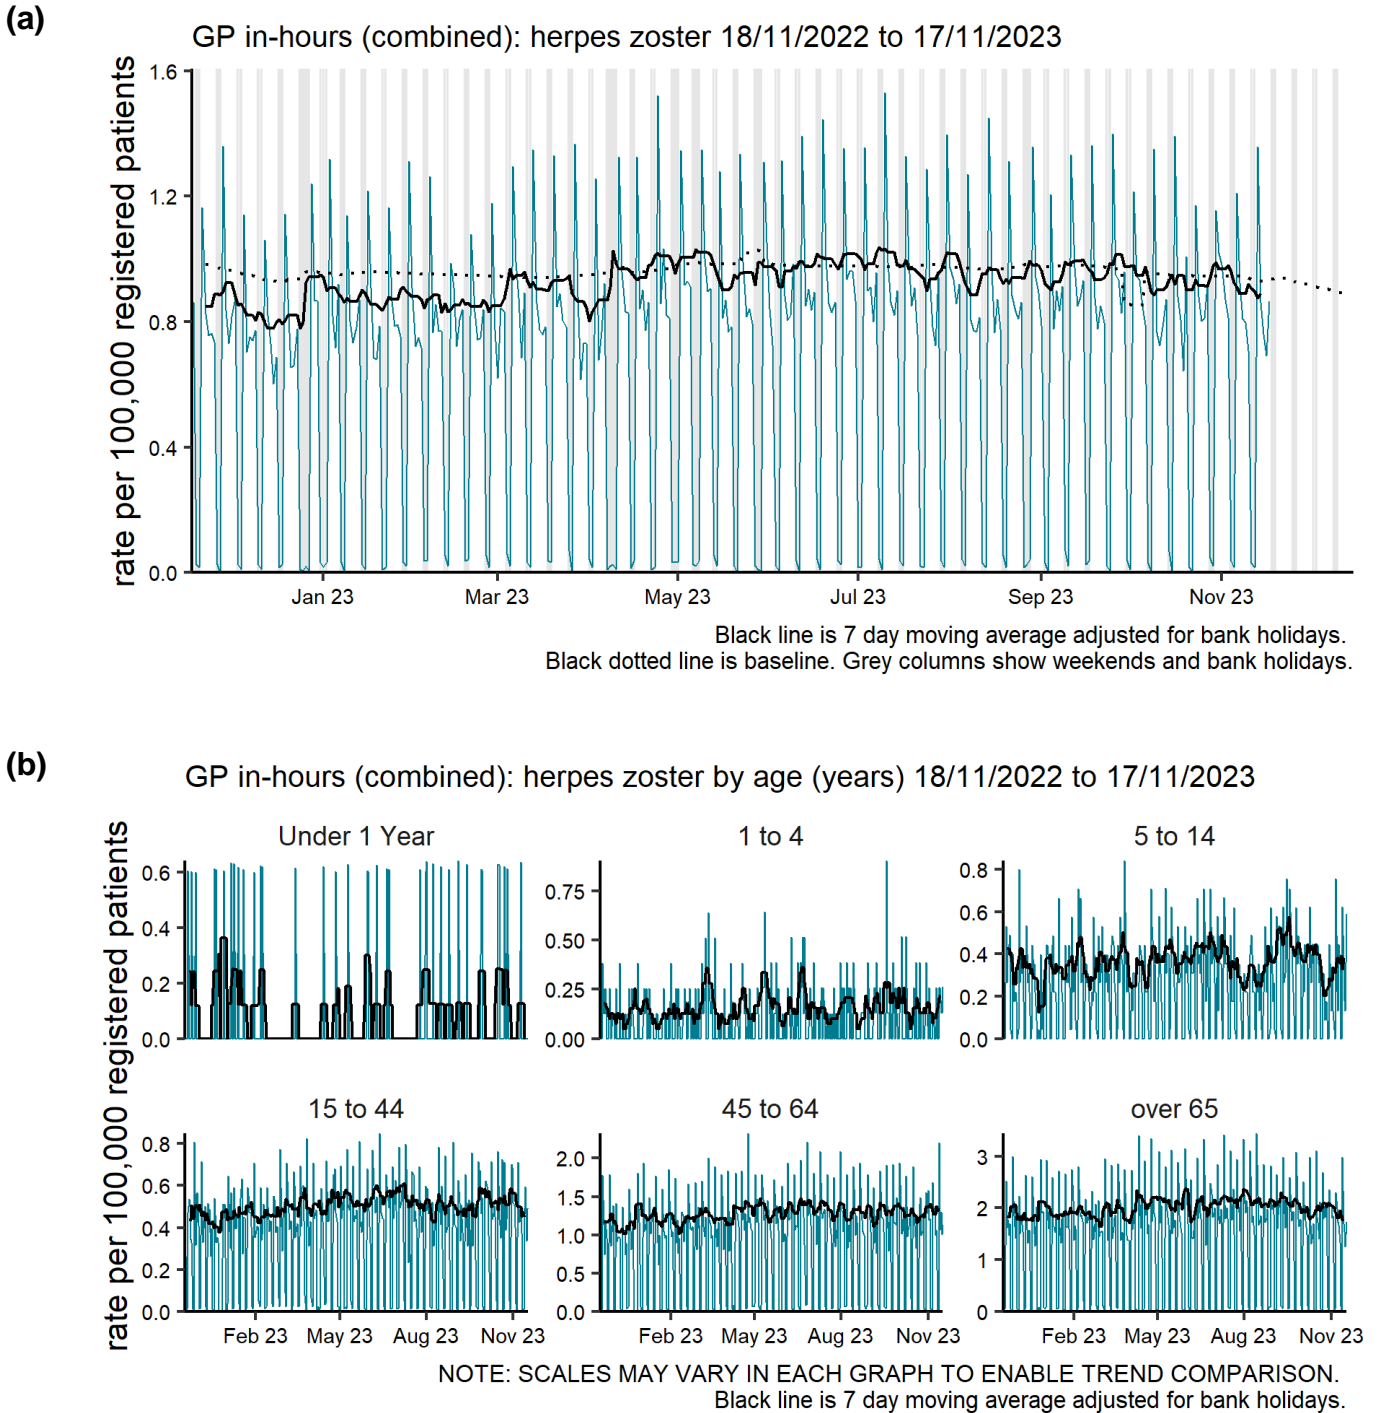 (a)
GP in-hours (combined): herpes zoster 18/11/2022 to 17/11/2023
rate per 100,000 registered patients
1.6
1.2
0.8
0.4
0.0
Jan 23 Mar 23 May 23 Jul 23 Sep 23 Nov 23
Black line is 7 day moving average adjusted for bank holidays.
Black dotted line is baseline. Grey columns show weekends and bank holidays.
(b)
GP in-hours (combined): herpes zoster by age (years) 18/11/2022 to 17/11/2023
rate per 100,000 registered patients
Under 1 Year
0.6
0.4
0.2
0.0
1 to 4
0.75
0.50
0.25
0.00
5 to 14
0.8
0.6
0.4
0.2
0.0
15 to 44
0.8
0.6
0.4
0.2
0.0
Feb 23 May 23 Aug 23 Nov 23
45 to 64
2.0
1.5
1.0
0.5
0.0
Feb 23 May 23 Aug 23 Nov 23
over 65
3
2
1
0
Feb 23 May 23 Aug 23 Nov 23
NOTE: SCALES MAY VARY IN EACH GRAPH TO ENABLE TREND COMPARISON.
Black line is 7 day moving average adjusted for bank holidays.